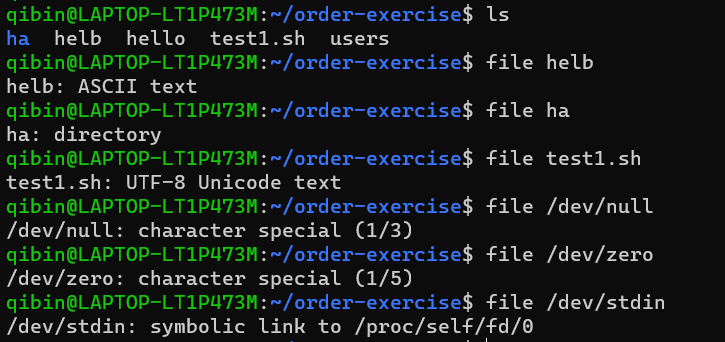 qibin@LAPTOP-LT1P473M:~/order-exercise$ ls
ha  helb  hello  test1.sh  users
qibin@LAPTOP-LT1P473M:~/order-exercise$ file helb
helb: ASCII text
qibin@LAPTOP-LT1P473M:~/order-exercise$ file ha
ha: directory
qibin@LAPTOP-LT1P473M:~/order-exercise$ file test1.sh
test1.sh: UTF-8 Unicode text
qibin@LAPTOP-LT1P473M:~/order-exercise$ file /dev/null
/dev/null: character special (1/3)
qibin@LAPTOP-LT1P473M:~/order-exercise$ file /dev/zero
/dev/zero: character special (1/5)
qibin@LAPTOP-LT1P473M:~/order-exercise$ file /dev/stdin
/dev/stdin: symbolic link to /proc/self/fd/0